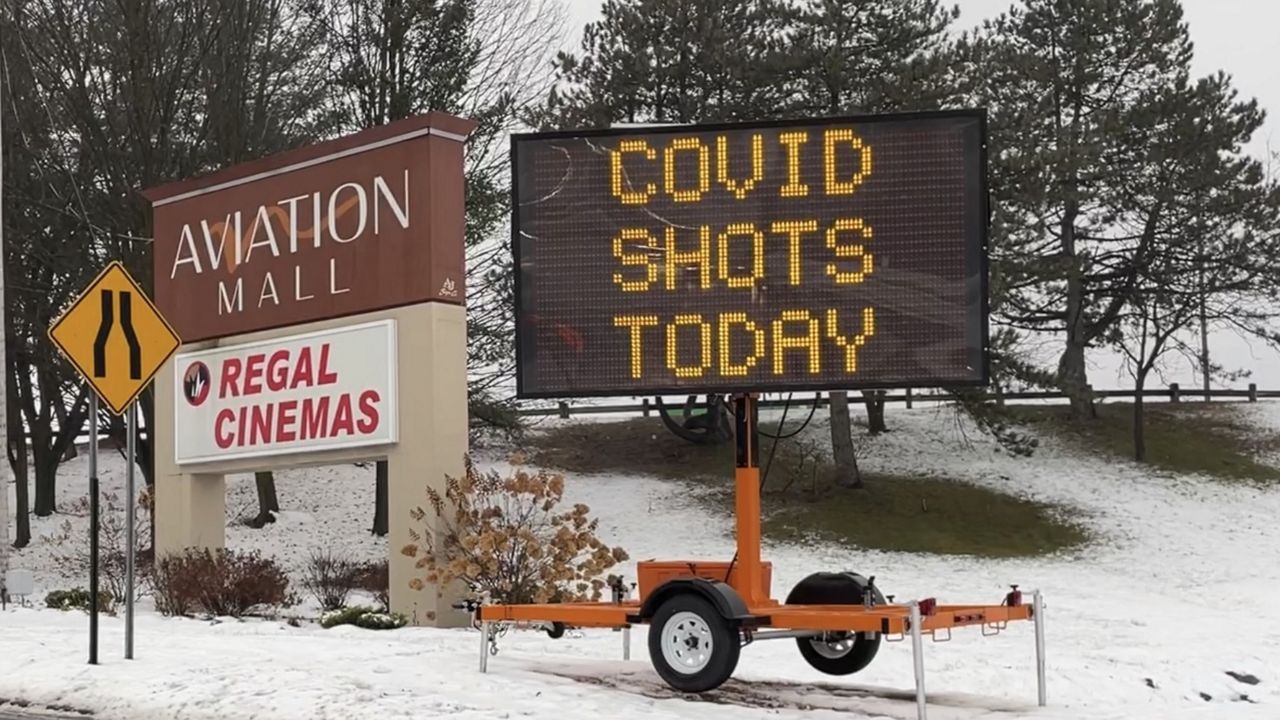 AVIATION
MALL
REGAL
CINEMAS
COVID
SHOTS
TODAY